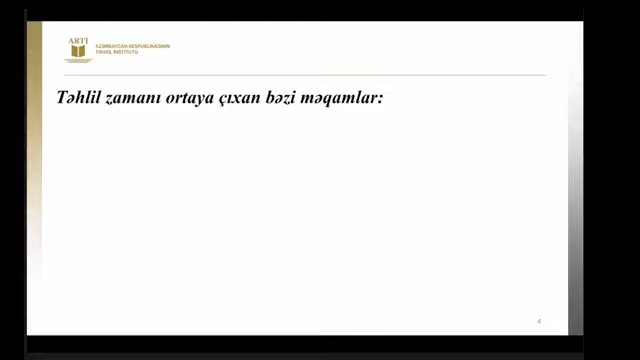 ARTİ
AZƏRBAYCAN RESPUBLİKASININ
TƏHSİL İNSTİTUTU
Təhlil zamanı ortaya çıxan bəzi məqamlar:
4